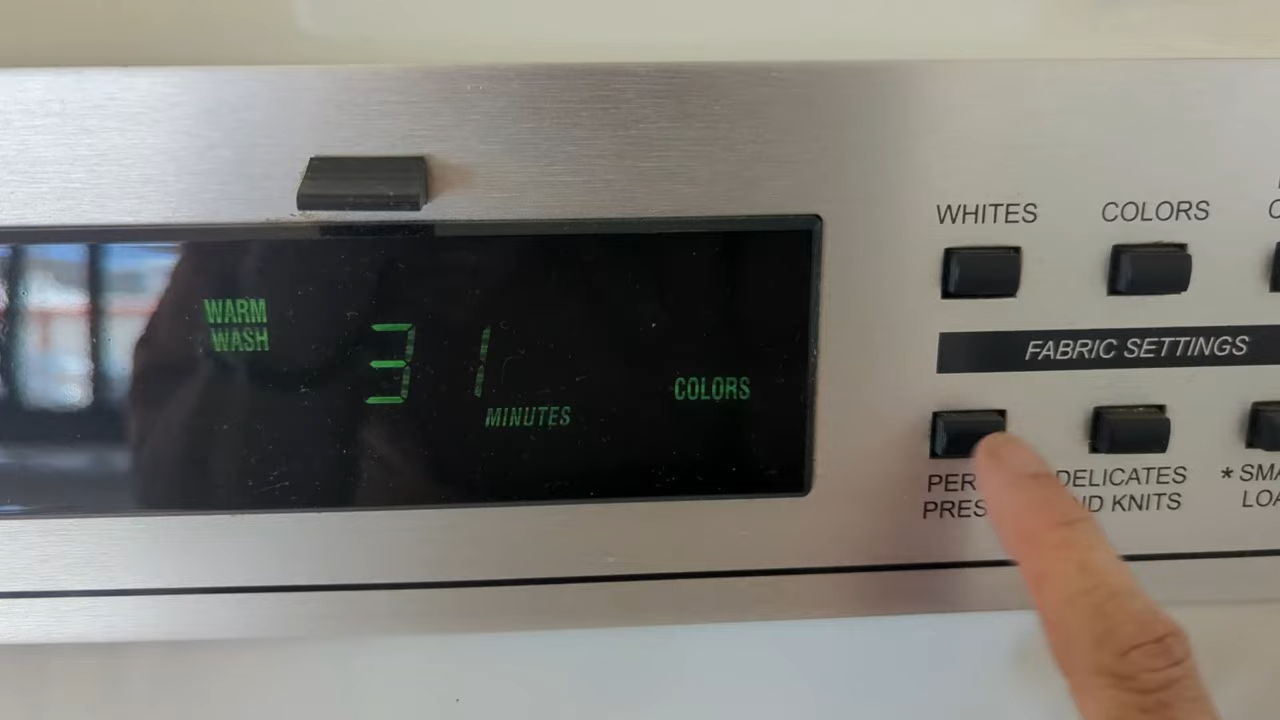 WARM
WASH
31
MINUTES
COLORS
WHITES
COLORS
FABRIC SETTINGS
DELICATES
KNITS